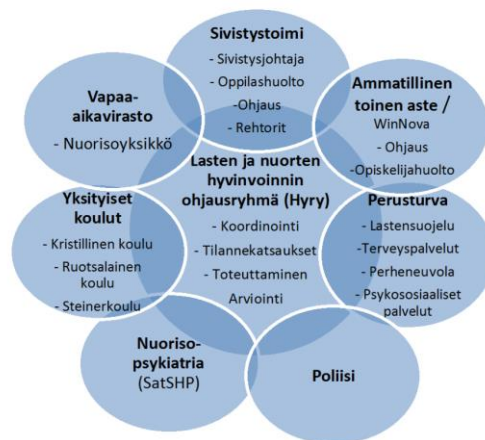 Sivistystoimi
- Sivistysjohtaja
- Oppilashuolto
-Ohjaus
- Rehtorit
Ammatillinen
toinen aste /
WinNova
- Ohjaus
-Opiskelijahuolto
Perusturva
- Lastensuojelu
-Terveyspalvelut
- Perheneuvola
- Psykososiaaliset
palvelut
Poliisi
Nuoriso-
psykiatria
(SatSHP)
Yksityiset
koulut
- Kristillinen koulu
- Ruotsalainen
koulu
- Steinerkoulu
Vapaa-
aikavirasto
- Nuorisoyksikkö
Lasten ja nuorten
hyvinvoinnin
ohjausryhmä (Hyry)
- Koordinointi
- Tilannekatsaukset
- Toteuttaminen
Arviointi